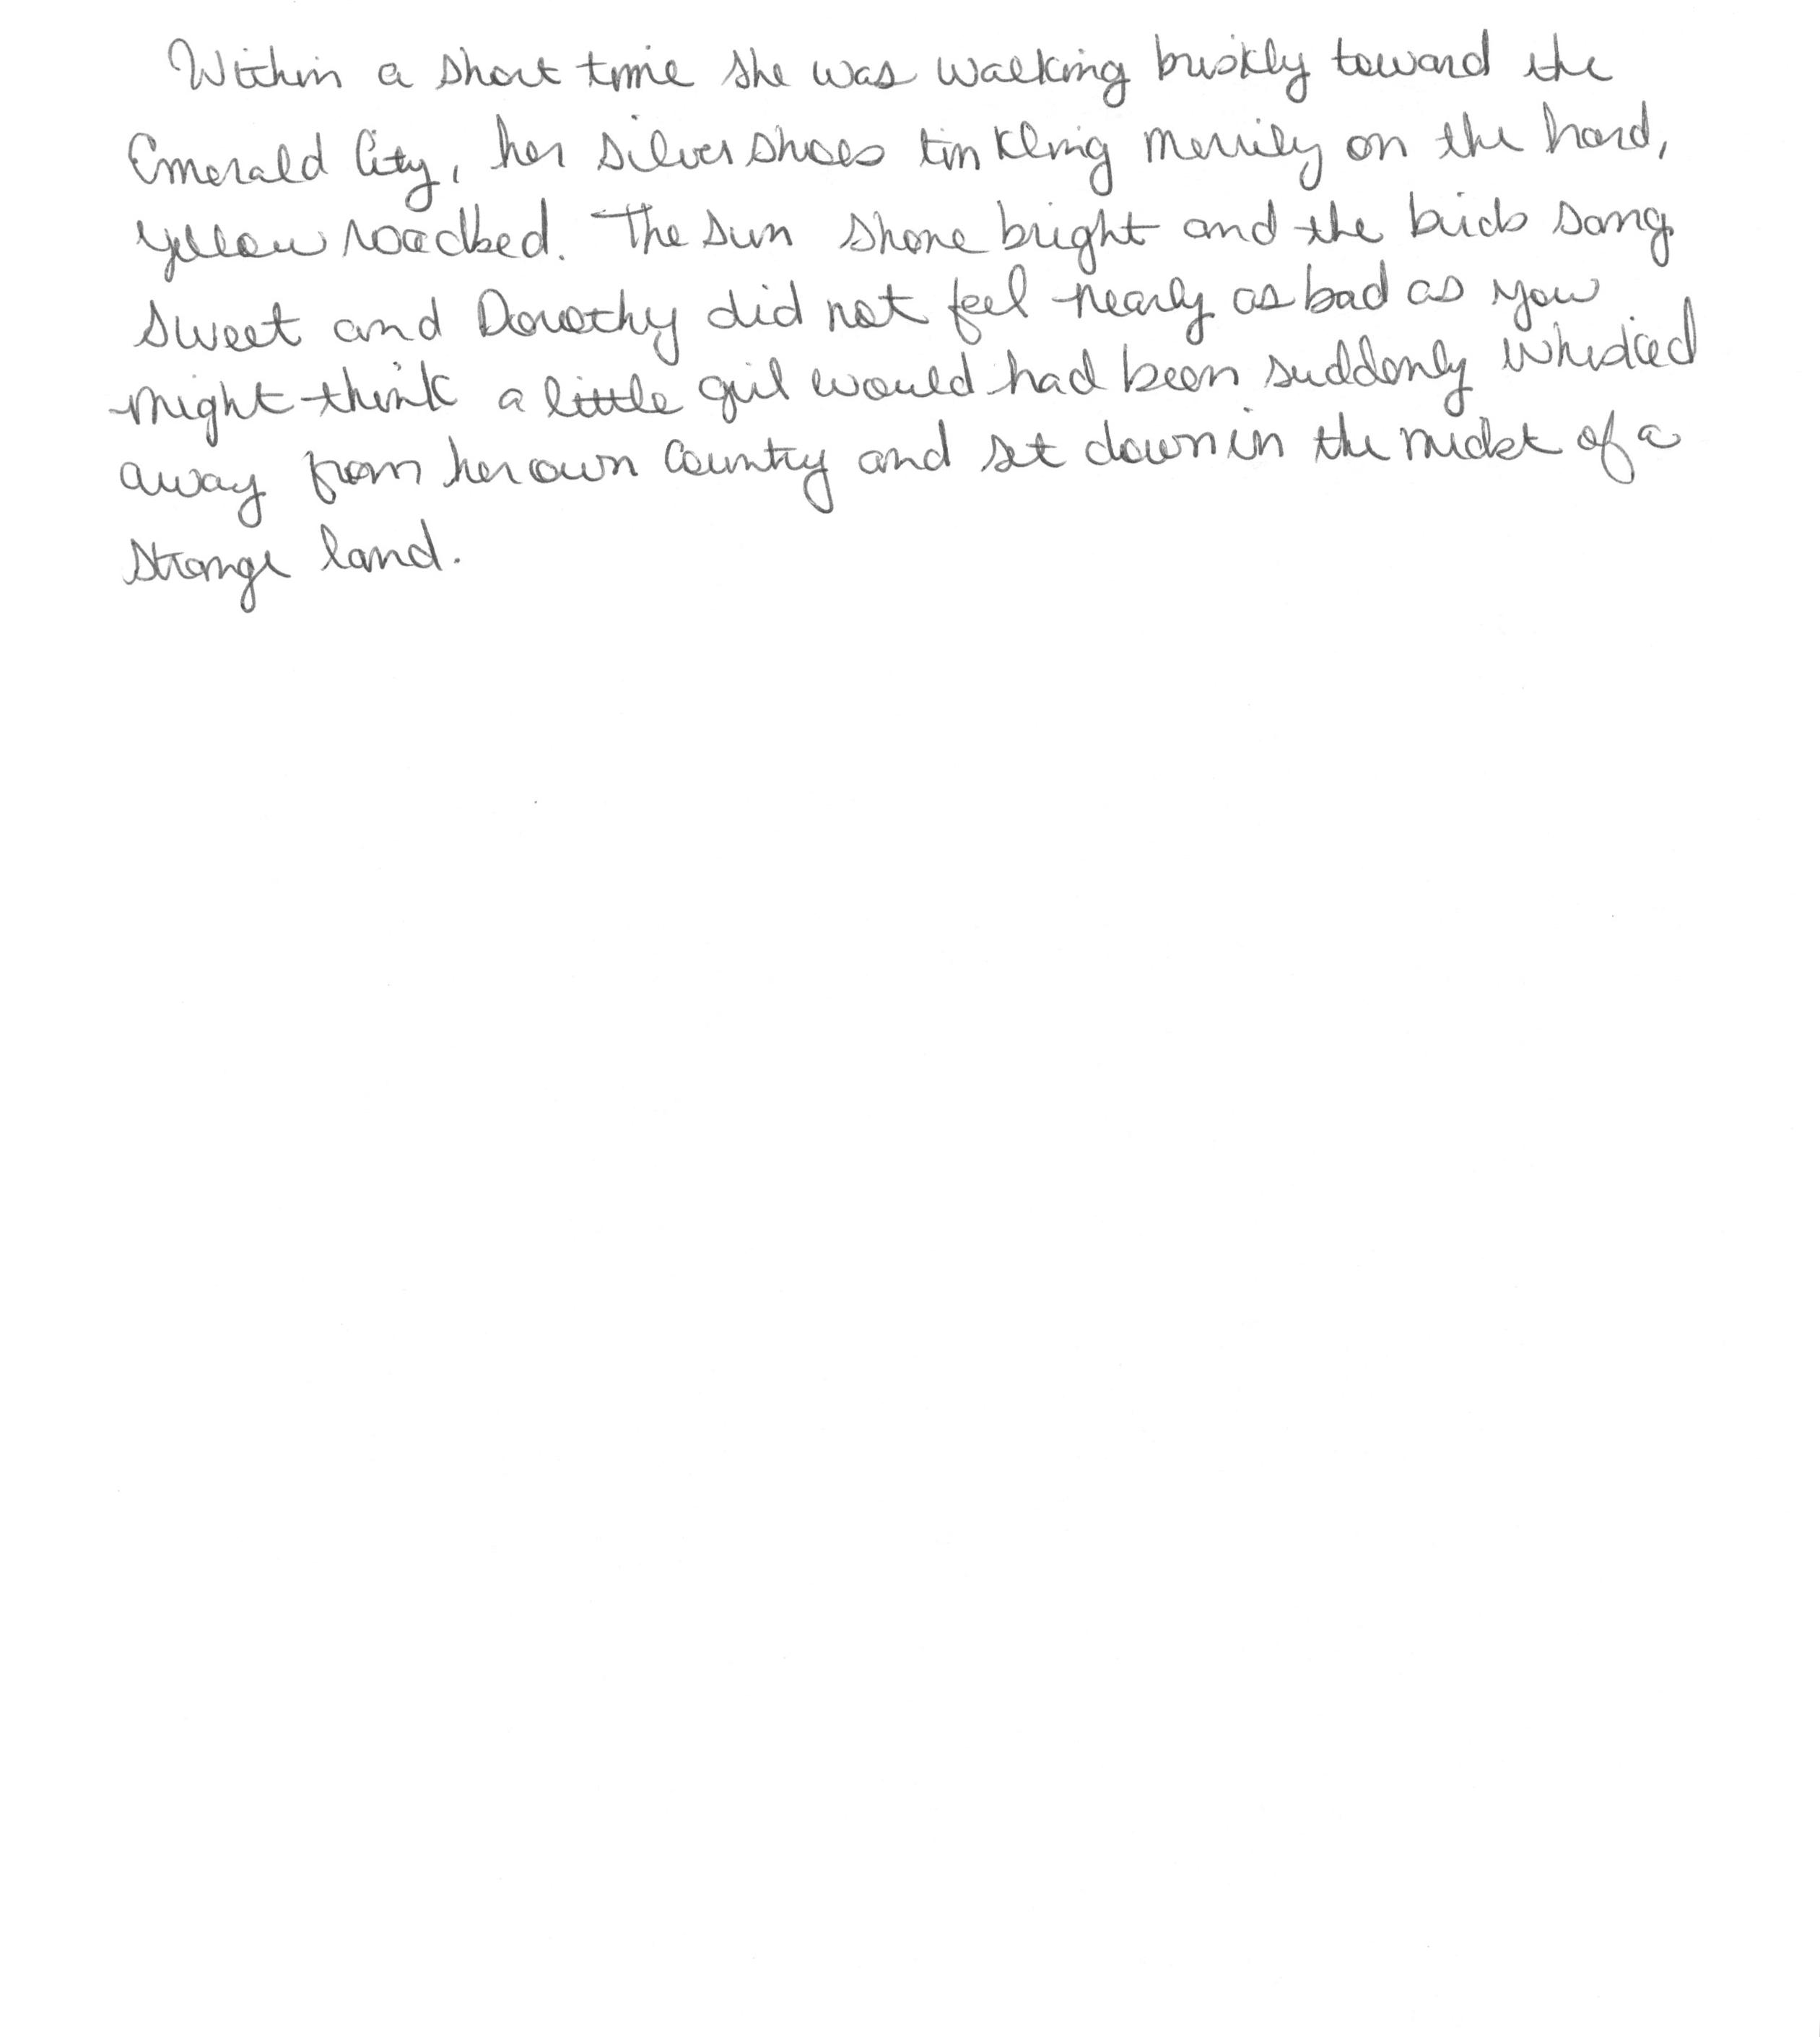 Within a short time she was walking briskly toward the
Emerald City, her silver shoes tinkling merrily on the hard,
yellow roadbed. The sun shone bright and the birds sang
sweet and Dorothy did not feel nearly as bad as you
might think a little girl would had been suddenly whisked
away from her own country and set down in the midst of a
strange land.